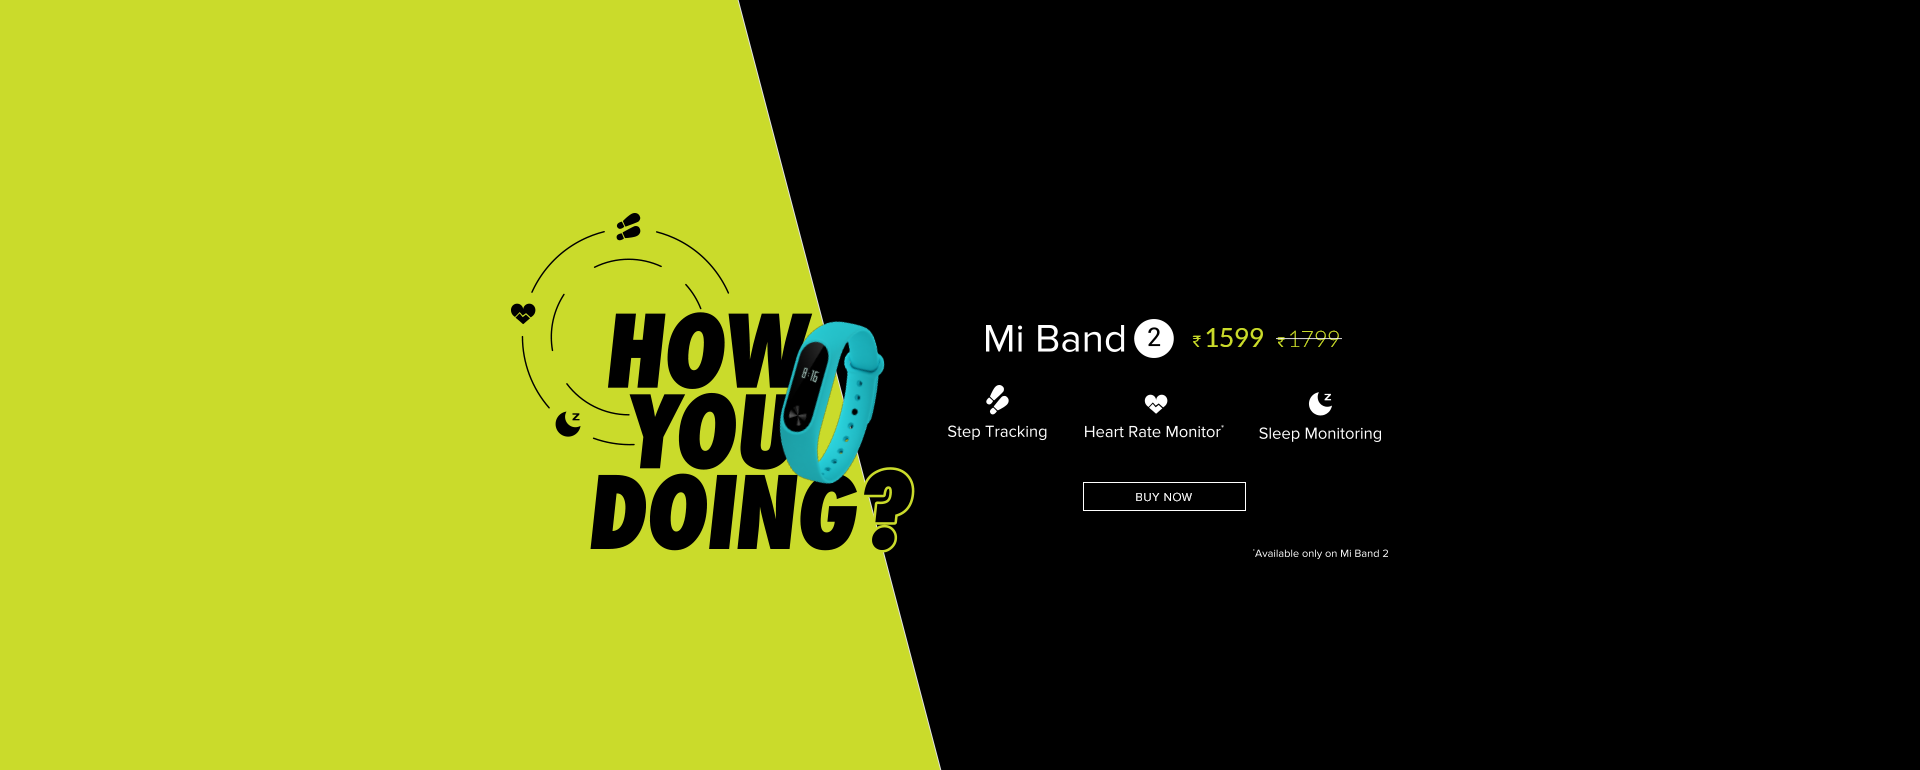 HOW
YOU
DOING?
8:16
Mi Band 2 ₹1599 ₹1799
Step Tracking Heart Rate Monitor* Sleep Monitoring
BUY NOW
*Available only on Mi Band 2